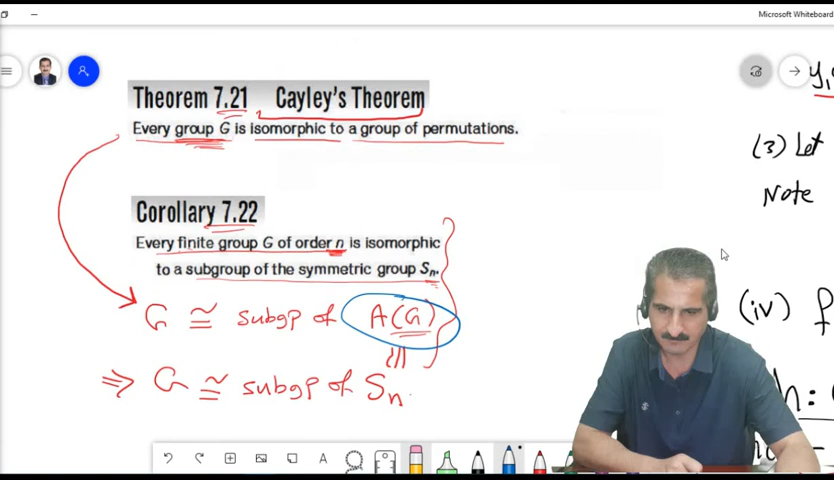 Microsoft Whiteboard
Theorem 7.21 Cayley's Theorem
Every group G is isomorphic to a group of permutations.
Corollary 7.22
Every finite group G of order n is isomorphic
to a subgroup of the symmetric group Sn.
G ≅ subgp of A(G)
⇒ G ≅ subgp of Sn.
(3) Let
Note
(iv)